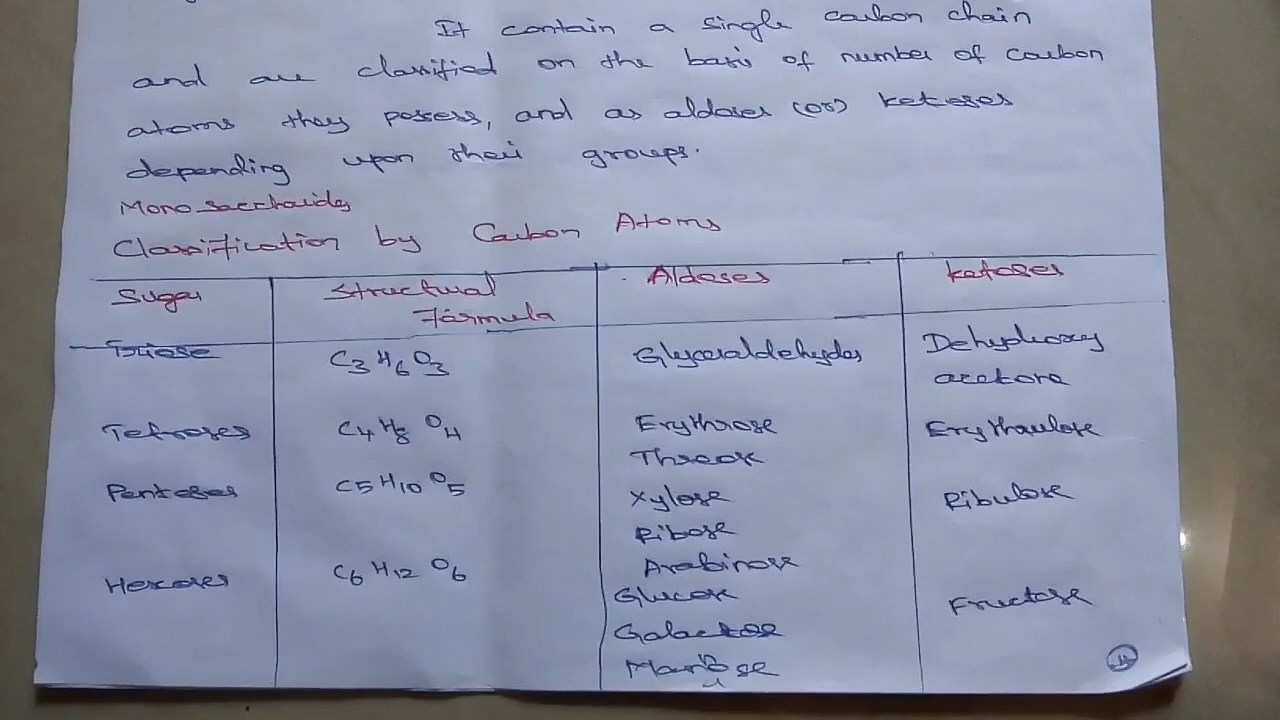 It contain a single carbon chain
and are classified on the basis of number of carbon
atoms they possess, and as aldoses (or) ketoses
depending upon their groups.
Monosaccharides
Classification by Carbon Atoms
Sugar Structural Formula Aldoses Ketoses
Triose C3H6O3 Glyceraldehydes Dehydroxy
acetone
Tetroses C4H8O4 Erythrose Erythrulose
Threose
Pentoses C5H10O5 Xylose Ribulose
Ribose
Arabinose
Hexoses C6H12O6 Glucose Fructose
Galactose
Mannose